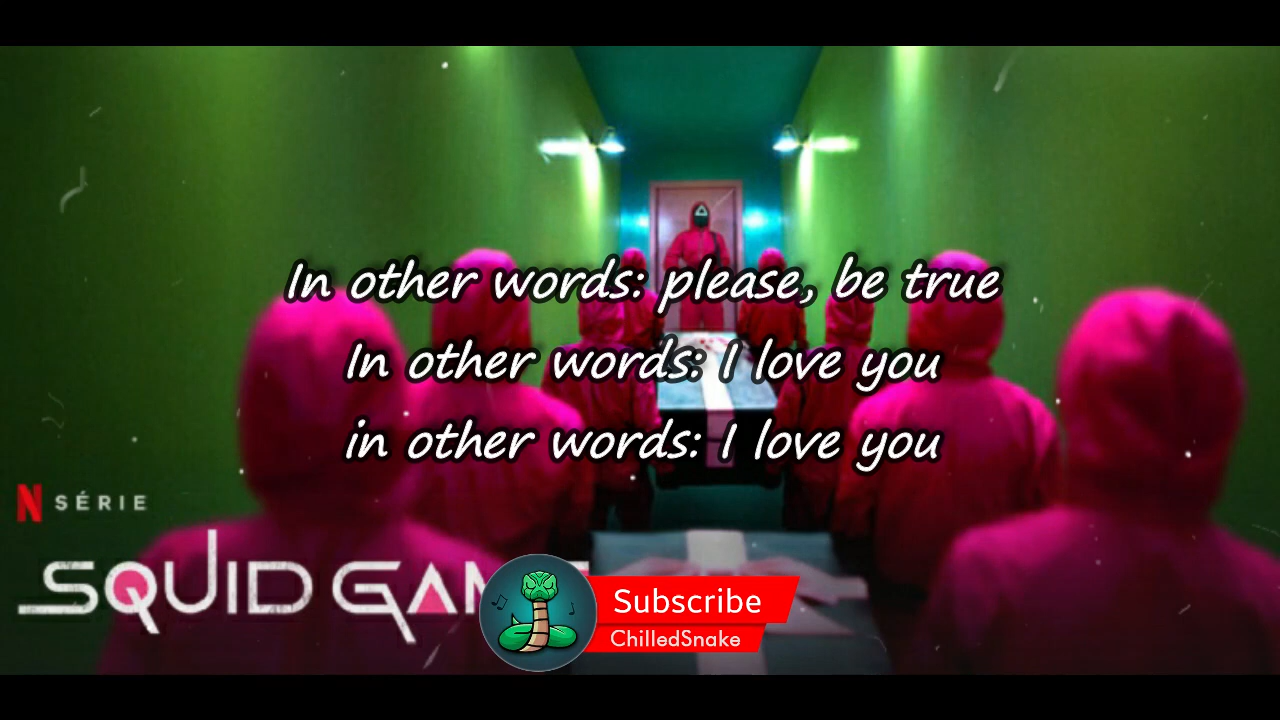 In other words: please, be true
In other words: I love you
in other words: I love you
N SÉRIE
SQUID GAM
Subscribe
ChilledSnake